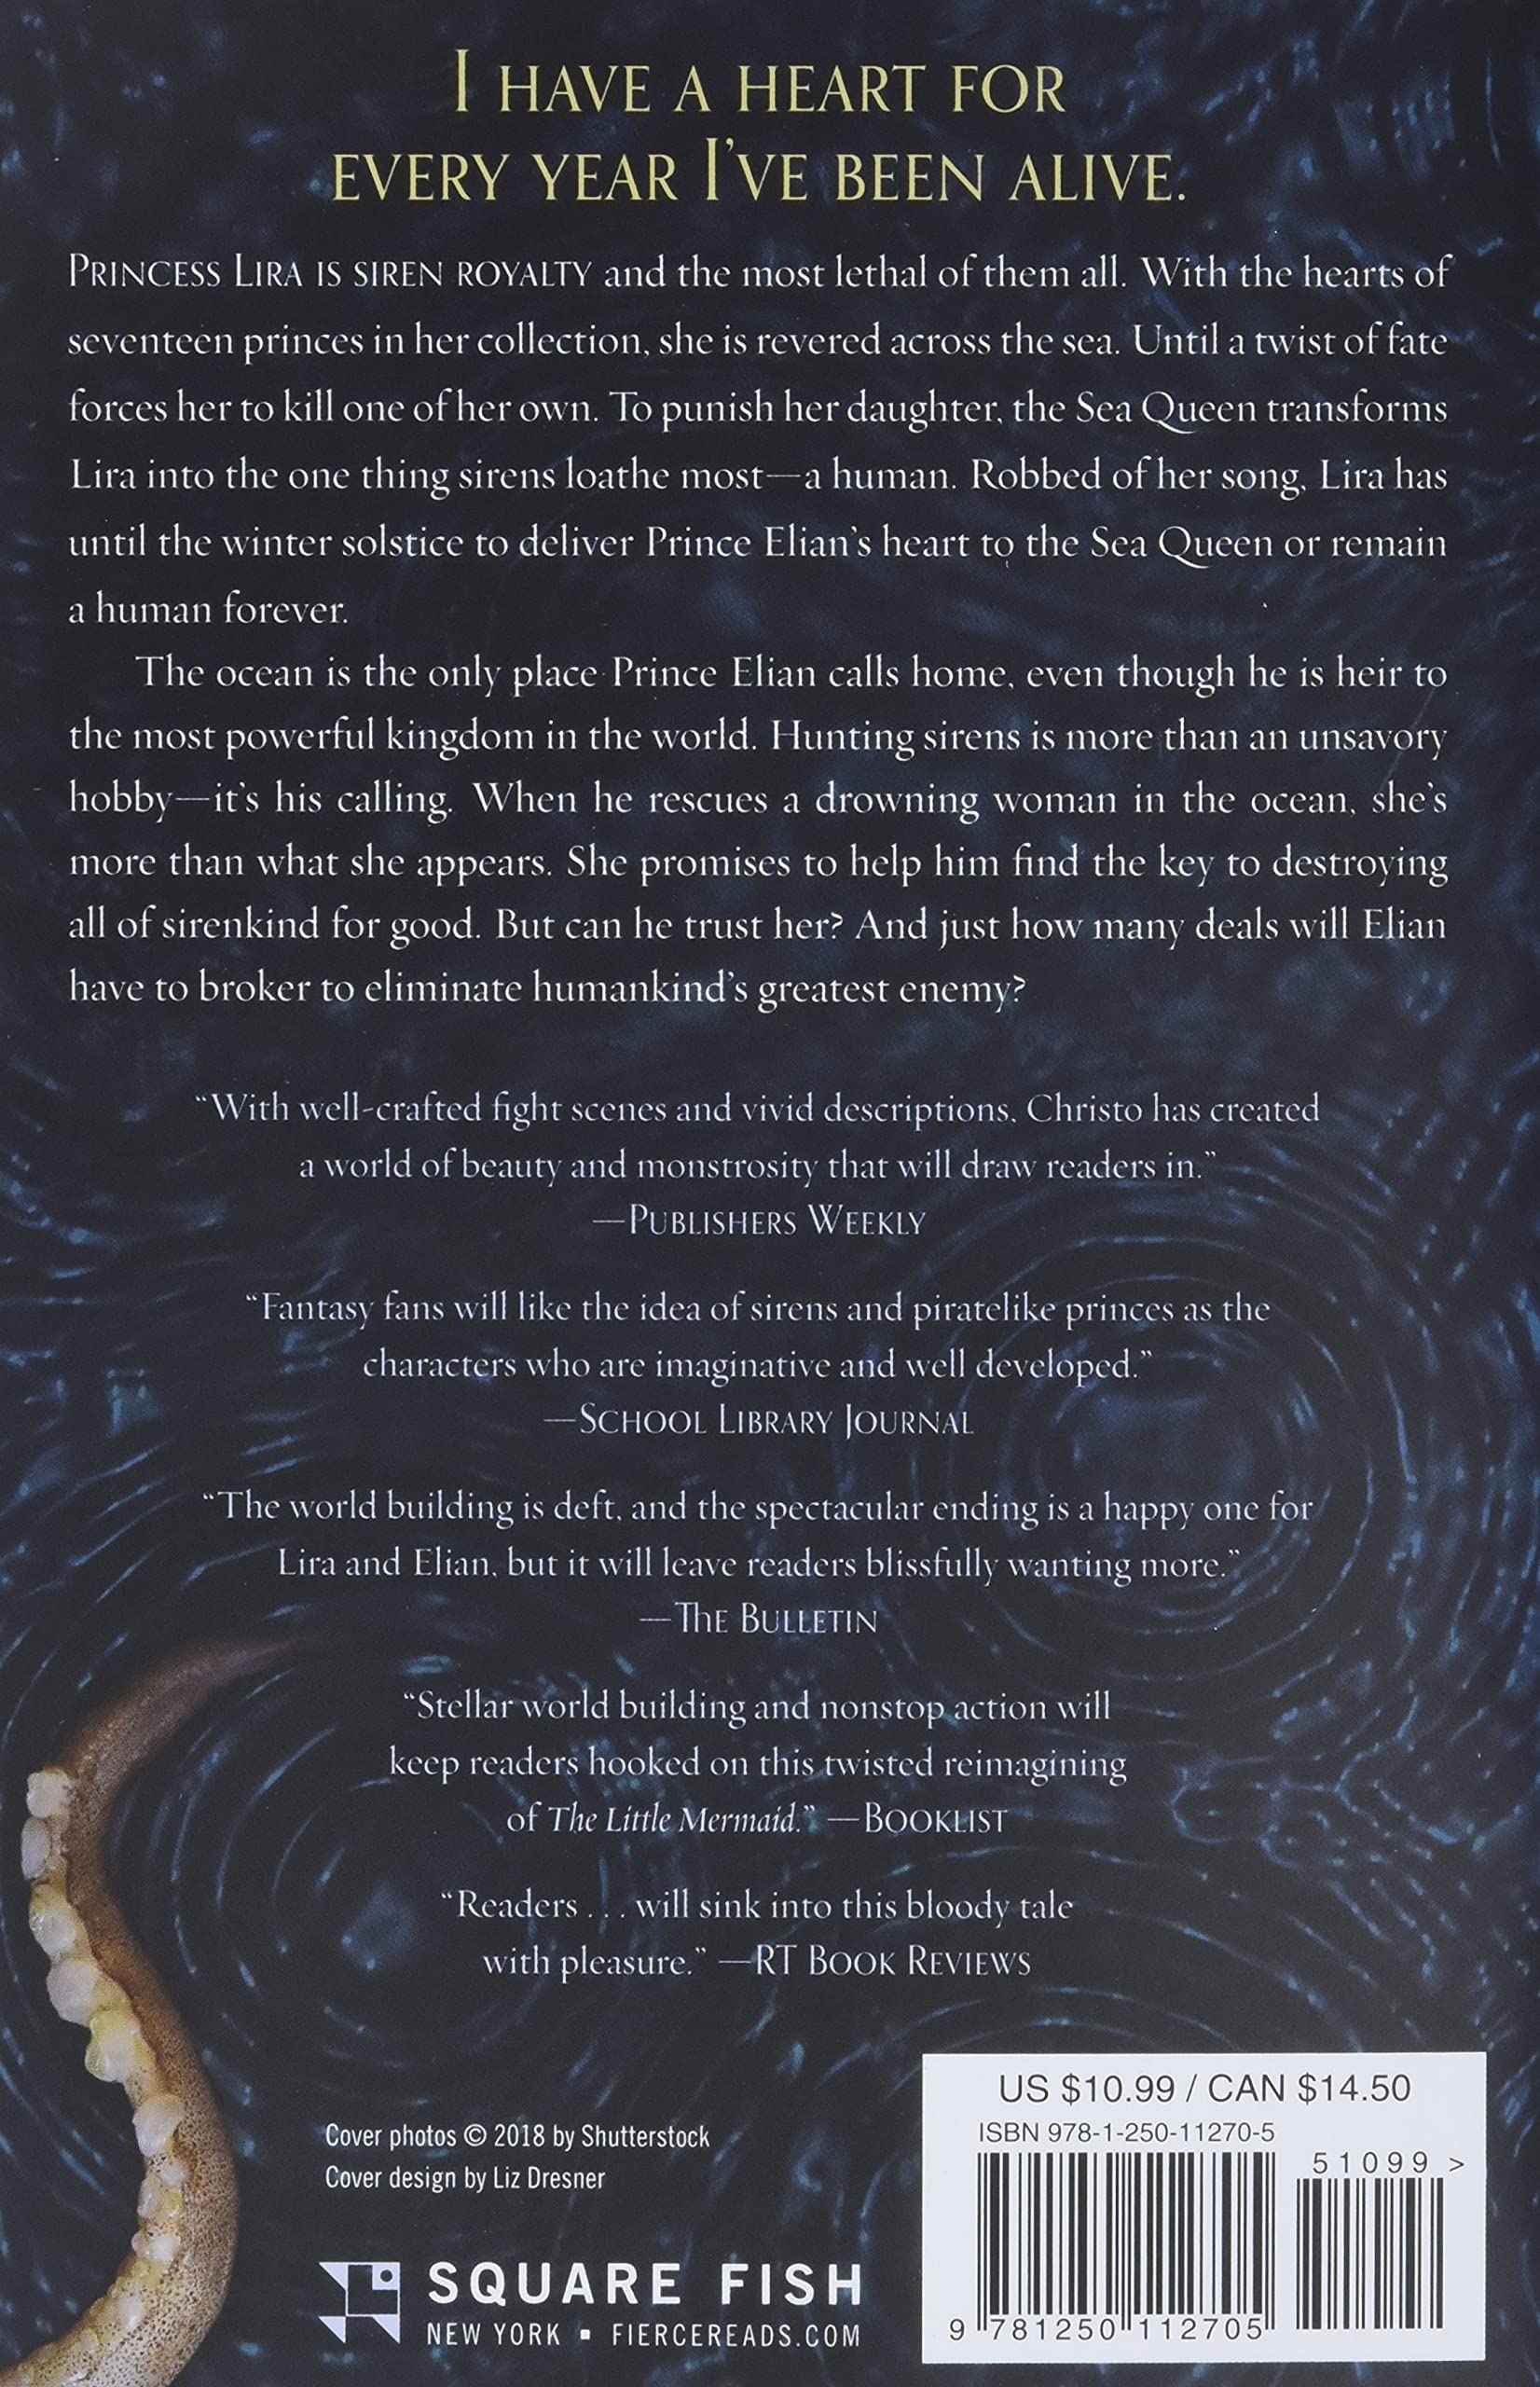 I HAVE A HEART FOR
EVERY YEAR I'VE BEEN ALIVE.
PRINCESS LIRA IS SIREN ROYALTY and the most lethal of them all. With the hearts of
seventeen princes in her collection, she is revered across the sea. Until a twist of fate
forces her to kill one of her own. To punish her daughter, the Sea Queen transforms
Lira into the one thing sirens loathe most—a human. Robbed of her song, Lira has
until the winter solstice to deliver Prince Elian's heart to the Sea Queen or remain
a human forever.
The ocean is the only place Prince Elian calls home, even though he is heir to
the most powerful kingdom in the world. Hunting sirens is more than an unsavory
hobby—it's his calling. When he rescues a drowning woman in the ocean, she's
more than what she appears. She promises to help him find the key to destroying
all of sirenkind for good. But can he trust her? And just how many deals will Elian
have to broker to eliminate humankind's greatest enemy?
“With well-crafted fight scenes and vivid descriptions, Christo has created
a world of beauty and monstrosity that will draw readers in.”
—PUBLISHERS WEEKLY
“Fantasy fans will like the idea of sirens and piratelike princes as the
characters who are imaginative and well developed.”
—SCHOOL LIBRARY JOURNAL
“The world building is deft, and the spectacular ending is a happy one for
Lira and Elian, but it will leave readers blissfully wanting more.”
—THE BULLETIN
“Stellar world building and nonstop action will
keep readers hooked on this twisted reimagining
of The Little Mermaid.” —BOOKLIST
“Readers . . . will sink into this bloody tale
with pleasure.” —RT BOOK REVIEWS
Cover photos © 2018 by Shutterstock
Cover design by Liz Dresner
SQUARE FISH
NEW YORK ▪ FIERCEREADS.COM
US $10.99 / CAN $14.50
ISBN 978-1-250-11270-5
51099 >
9 781250 112705